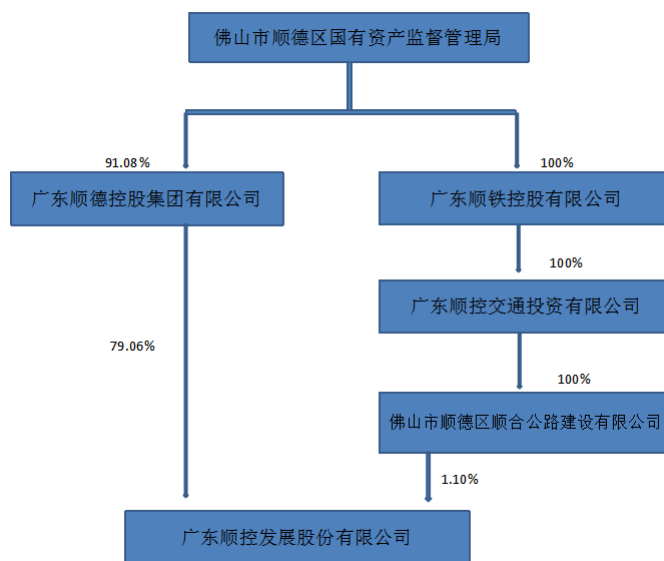 佛山市顺德区国有资产监督管理局
91.08%
100%
广东顺德控股集团有限公司
广东顺铁控股有限公司
100%
广东顺控交通投资有限公司
79.06%
100%
佛山市顺德区顺合公路建设有限公司
1.10%
广东顺控发展股份有限公司